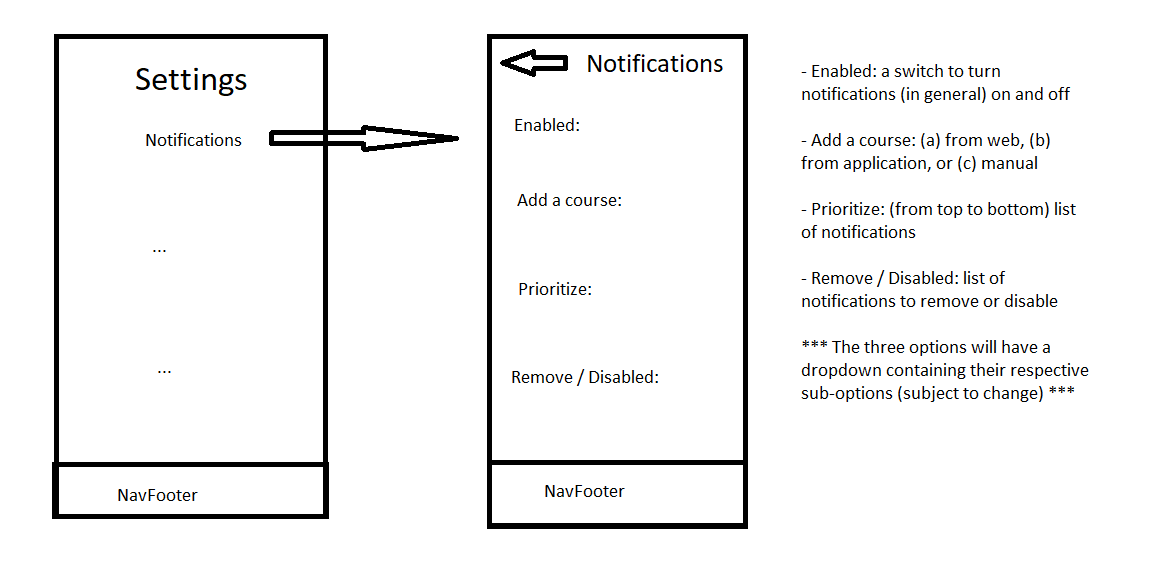 Settings
Notifications
...
...
NavFooter
Notifications
Enabled:
Add a course:
Prioritize:
Remove / Disabled:
NavFooter
- Enabled: a switch to turn
notifications (in general) on and off
- Add a course: (a) from web, (b)
from application, or (c) manual
- Prioritize: (from top to bottom) list
of notifications
- Remove / Disabled: list of
notifications to remove or disable
*** The three options will have a
dropdown containing their respective
sub-options (subject to change) ***